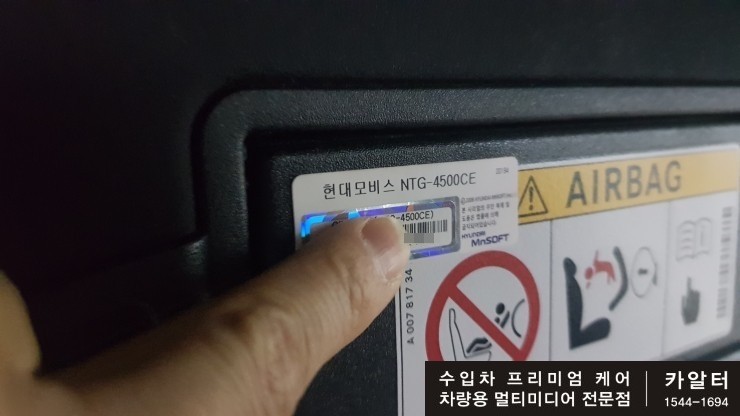 현대모비스 NTG-4500CE
-4500CE)
HYUNDAI
MnSOFT
AIRBAG
A 007 817 34
수입차 프리미엄 케어
차량용 멀티미디어 전문점
카알터
1544-1694